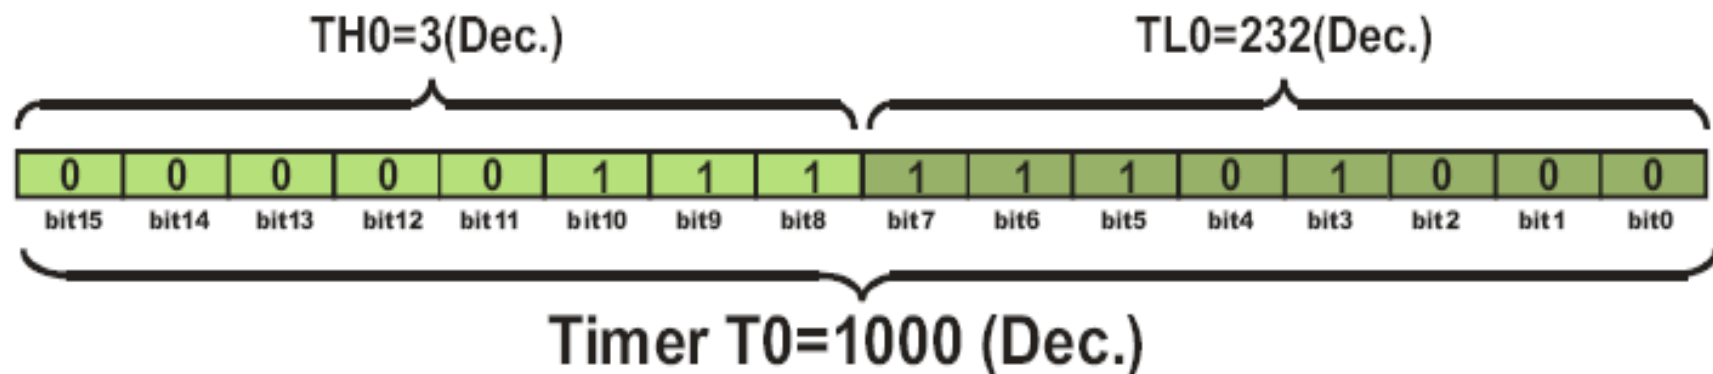 TH0=3(Dec.) TL0=232(Dec.)
0 0 0 0 0 1 1 1 1 1 1 0 1 0 0 0
bit15 bit14 bit13 bit12 bit11 bit10 bit9 bit8 bit7 bit6 bit5 bit4 bit3 bit2 bit1 bit0
Timer T0=1000 (Dec.)